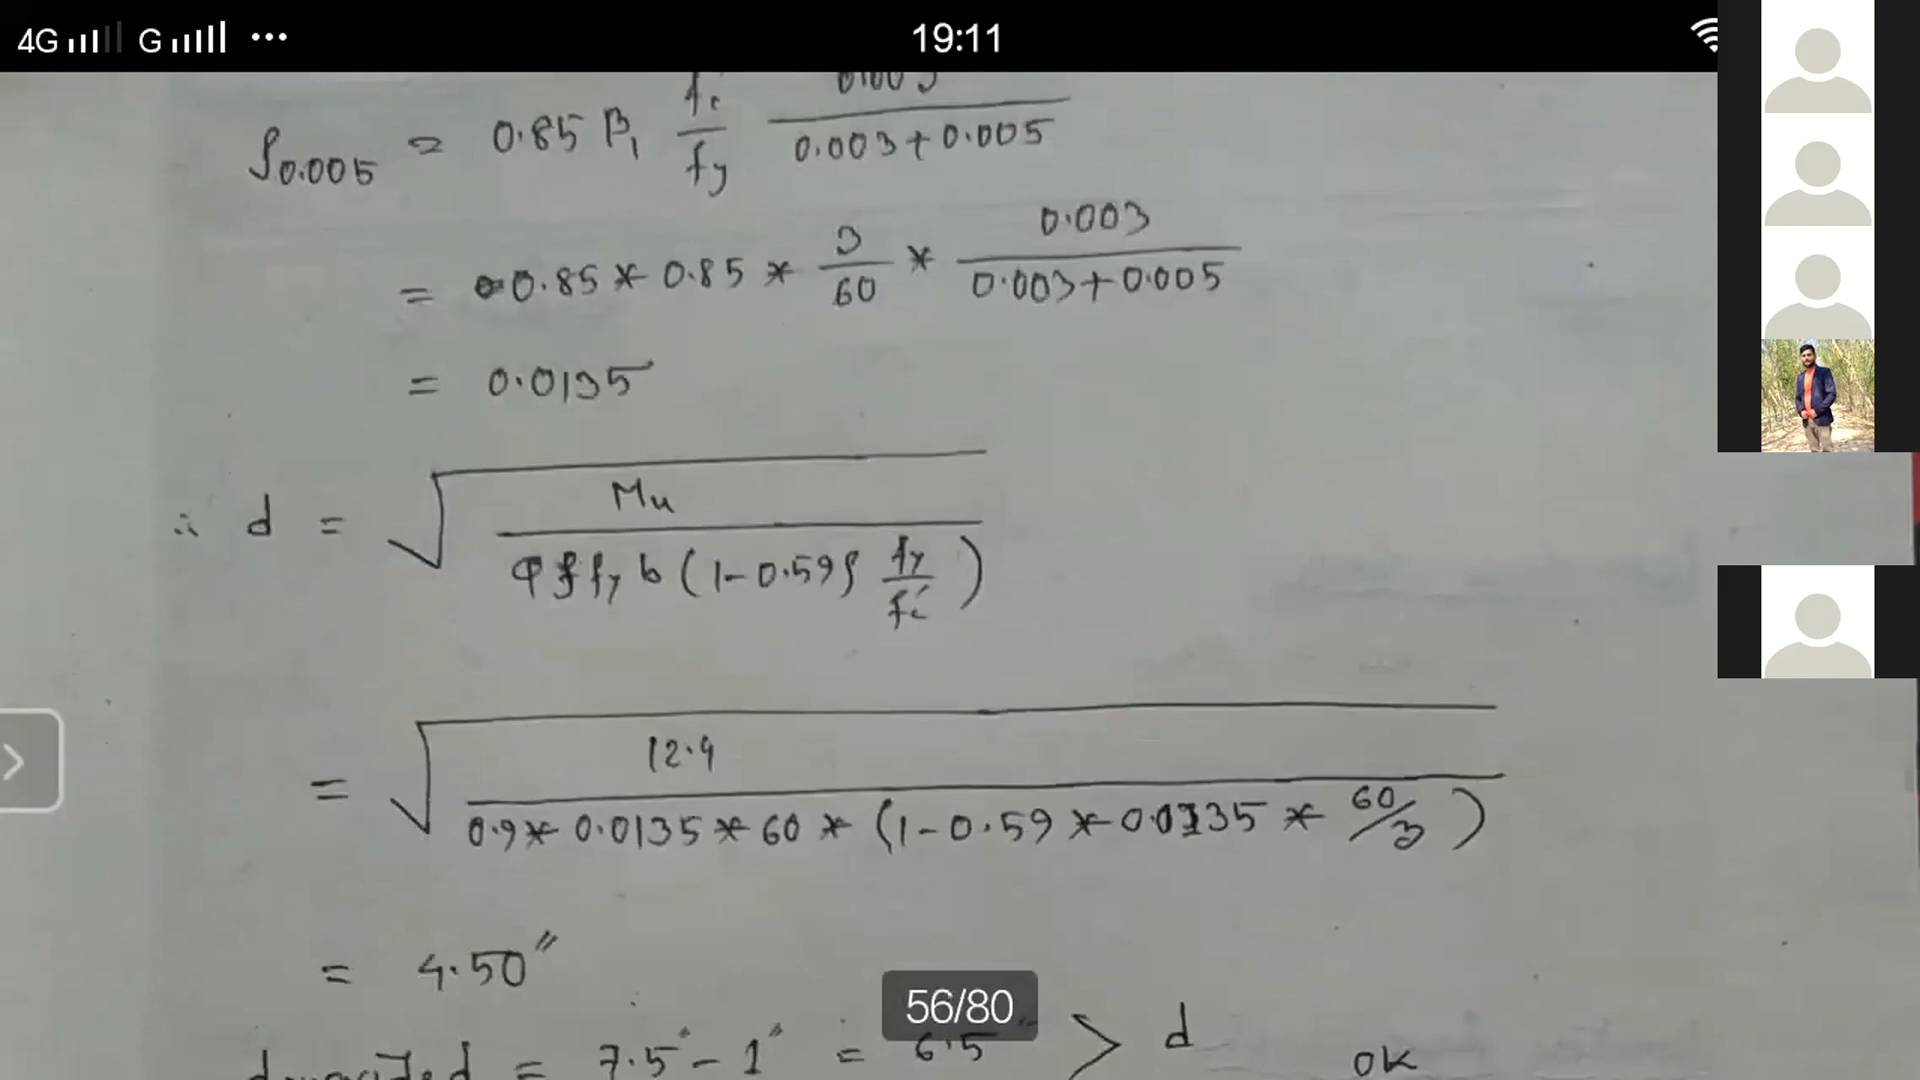 4G G ... 19:11
ρ0.005 = 0.85 β1 fc'/fy 0.003/(0.003+0.005)
= 0.85 * 0.85 * 3/60 * 0.003/(0.003+0.005)
= 0.0135
∴ d = √(Mu/(φ ρ fy b (1-0.59ρ fy/fc')))
= √(12.4/(0.9* 0.0135 * 60 * (1-0.59 * 0.0135 * 60/3)))
= 4.50"
56/80
d = 7.5"- 1" = 6.5" > d OK